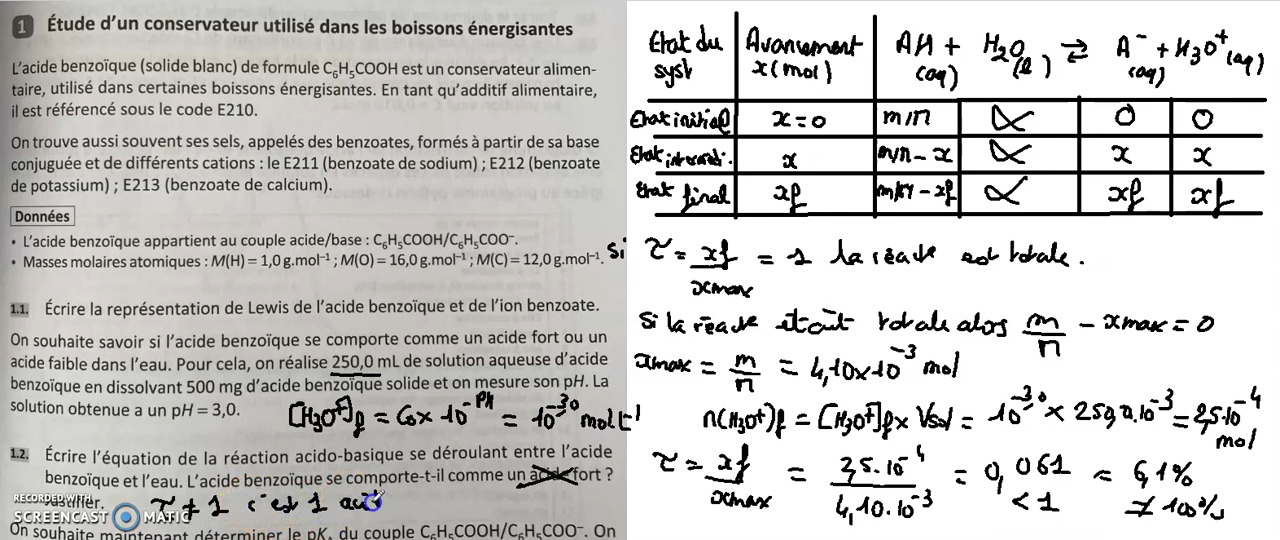 1 Étude d'un conservateur utilisé dans les boissons énergisantes
L'acide benzoïque (solide blanc) de formule C₆H₅COOH est un conservateur alimen-
taire, utilisé dans certaines boissons énergisantes. En tant qu'additif alimentaire,
il est référencé sous le code E210.
On trouve aussi souvent ses sels, appelés des benzoates, formés à partir de sa base
conjuguée et de différents cations : le E211 (benzoate de sodium) ; E212 (benzoate
de potassium) ; E213 (benzoate de calcium).
Données
• L'acide benzoïque appartient au couple acide/base : C₆H₅COOH/C₆H₅COO⁻.
• Masses molaires atomiques : M(H) = 1,0 g.mol⁻¹ ; M(O) = 16,0 g.mol⁻¹ ; M(C) = 12,0 g.mol⁻¹.
1.1. Écrire la représentation de Lewis de l'acide benzoïque et de l'ion benzoate.
On souhaite savoir si l'acide benzoïque se comporte comme un acide fort ou un
acide faible dans l'eau. Pour cela, on réalise 250,0 mL de solution aqueuse d'acide
benzoïque en dissolvant 500 mg d'acide benzoïque solide et on mesure son pH. La
solution obtenue a un pH = 3,0.
[H₃O⁺]f = C₀ × 10^-pH = 10^-3,0 mol L⁻¹
1.2. Écrire l'équation de la réaction acido-basique se déroulant entre l'acide
benzoïque et l'eau. L'acide benzoïque se comporte-t-il comme un acide fort ?
RECORDED WITH
SCREENCAST MATIC
τ ≠ 1 c'est 1 aci
On souhaite maintenant déterminer le pKₐ du couple C₆H₅COOH/C₆H₅COO⁻. On
Etat du syst Avancement x(mol) AH(aq) + H₂O(l) ⇄ A⁻(aq) + H₃O⁺(aq)
Etat initial x=0 m/M ∝ 0 0
Etat intermédi. x m/M - x ∝ x x
Etat final xf m/M - xf ∝ xf xf
Si τ = xf/xmax = 1 la réact° est totale.
Si la réact° était totale alors m/M - xmax = 0
xmax = m/M = 4,10×10⁻³ mol
n(H₃O⁺)f = [H₃O⁺]f × Vsol = 10^-3,0 × 250,0.10⁻³ = 2,5.10⁻⁴ mol
τ = xf/xmax = 2,5.10⁻⁴/4,10.10⁻³ = 0,061 = 6,1%
< 1 ≠ 100%